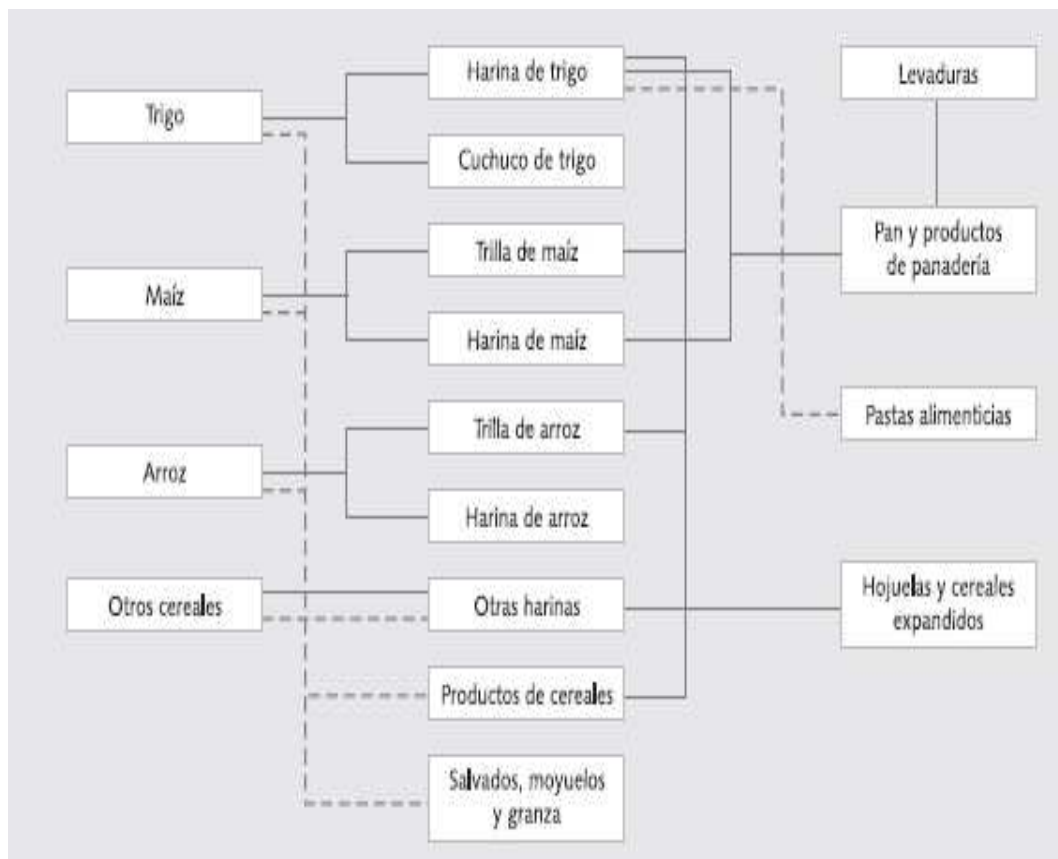 Trigo
Maíz
Arroz
Otros cereales
Harina de trigo
Cuchuco de trigo
Trilla de maíz
Harina de maíz
Trilla de arroz
Harina de arroz
Otras harinas
Productos de cereales
Salvados, moyuelos
y granza
Levaduras
Pan y productos
de panadería
Pastas alimenticias
Hojuelas y cereales
expandidos